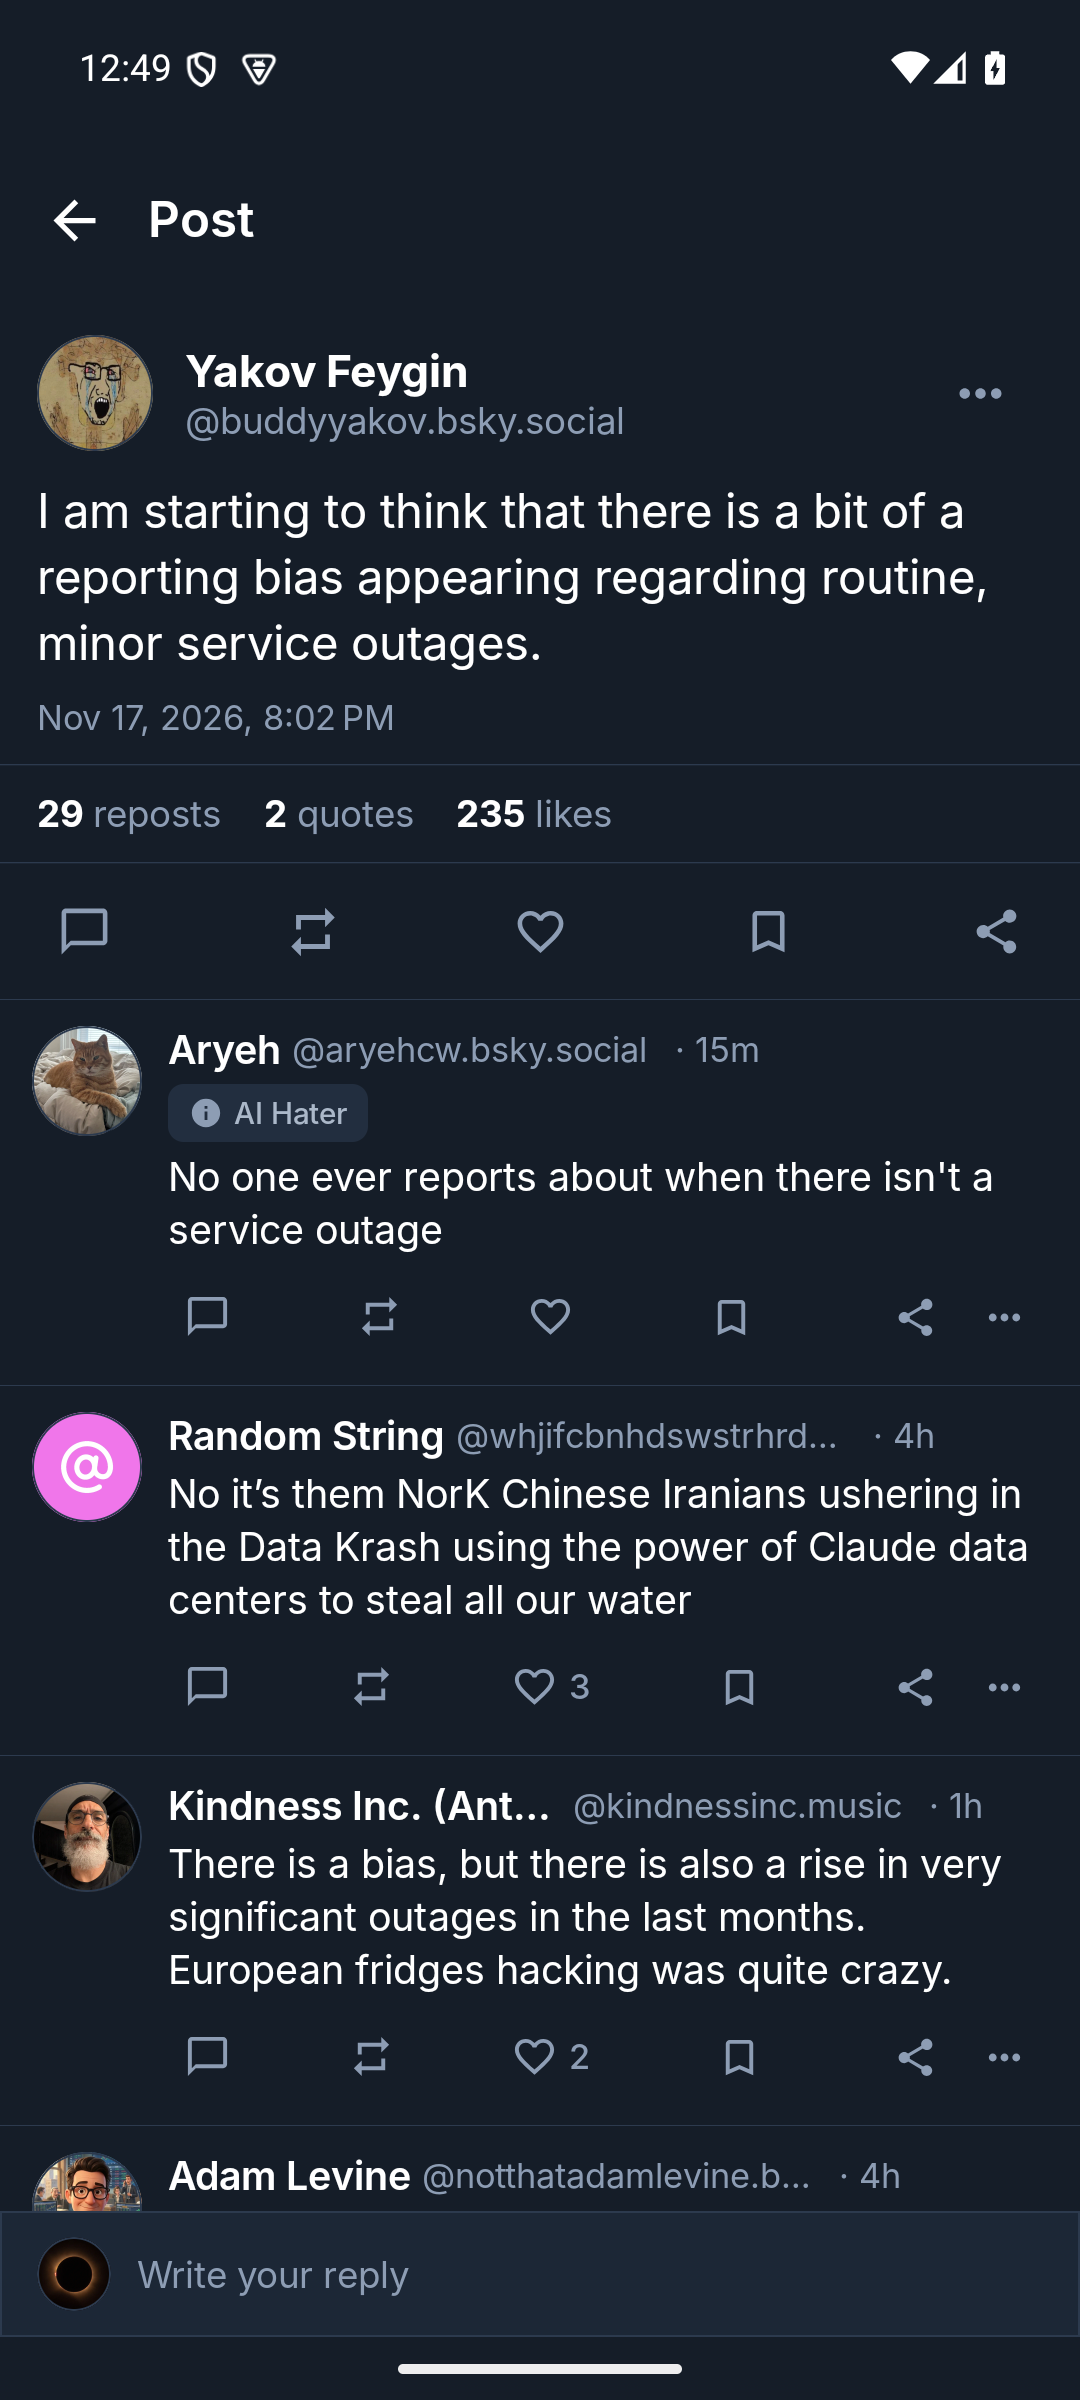 12:49
Post
Yakov Feygin
@buddyyakov.bsky.social
I am starting to think that there is a bit of a
reporting bias appearing regarding routine,
minor service outages.
Nov 17, 2026, 8:02 PM
29 reposts 2 quotes 235 likes
Aryeh @aryehcw.bsky.social · 15m
AI Hater
No one ever reports about when there isn't a
service outage
Random String @whjifcbnhdswstrhrd... · 4h
No it’s them NorK Chinese Iranians ushering in
the Data Krash using the power of Claude data
centers to steal all our water
3
Kindness Inc. (Ant... @kindnessinc.music · 1h
There is a bias, but there is also a rise in very
significant outages in the last months.
European fridges hacking was quite crazy.
2
Adam Levine @notthatadamlevine.b... · 4h
Write your reply